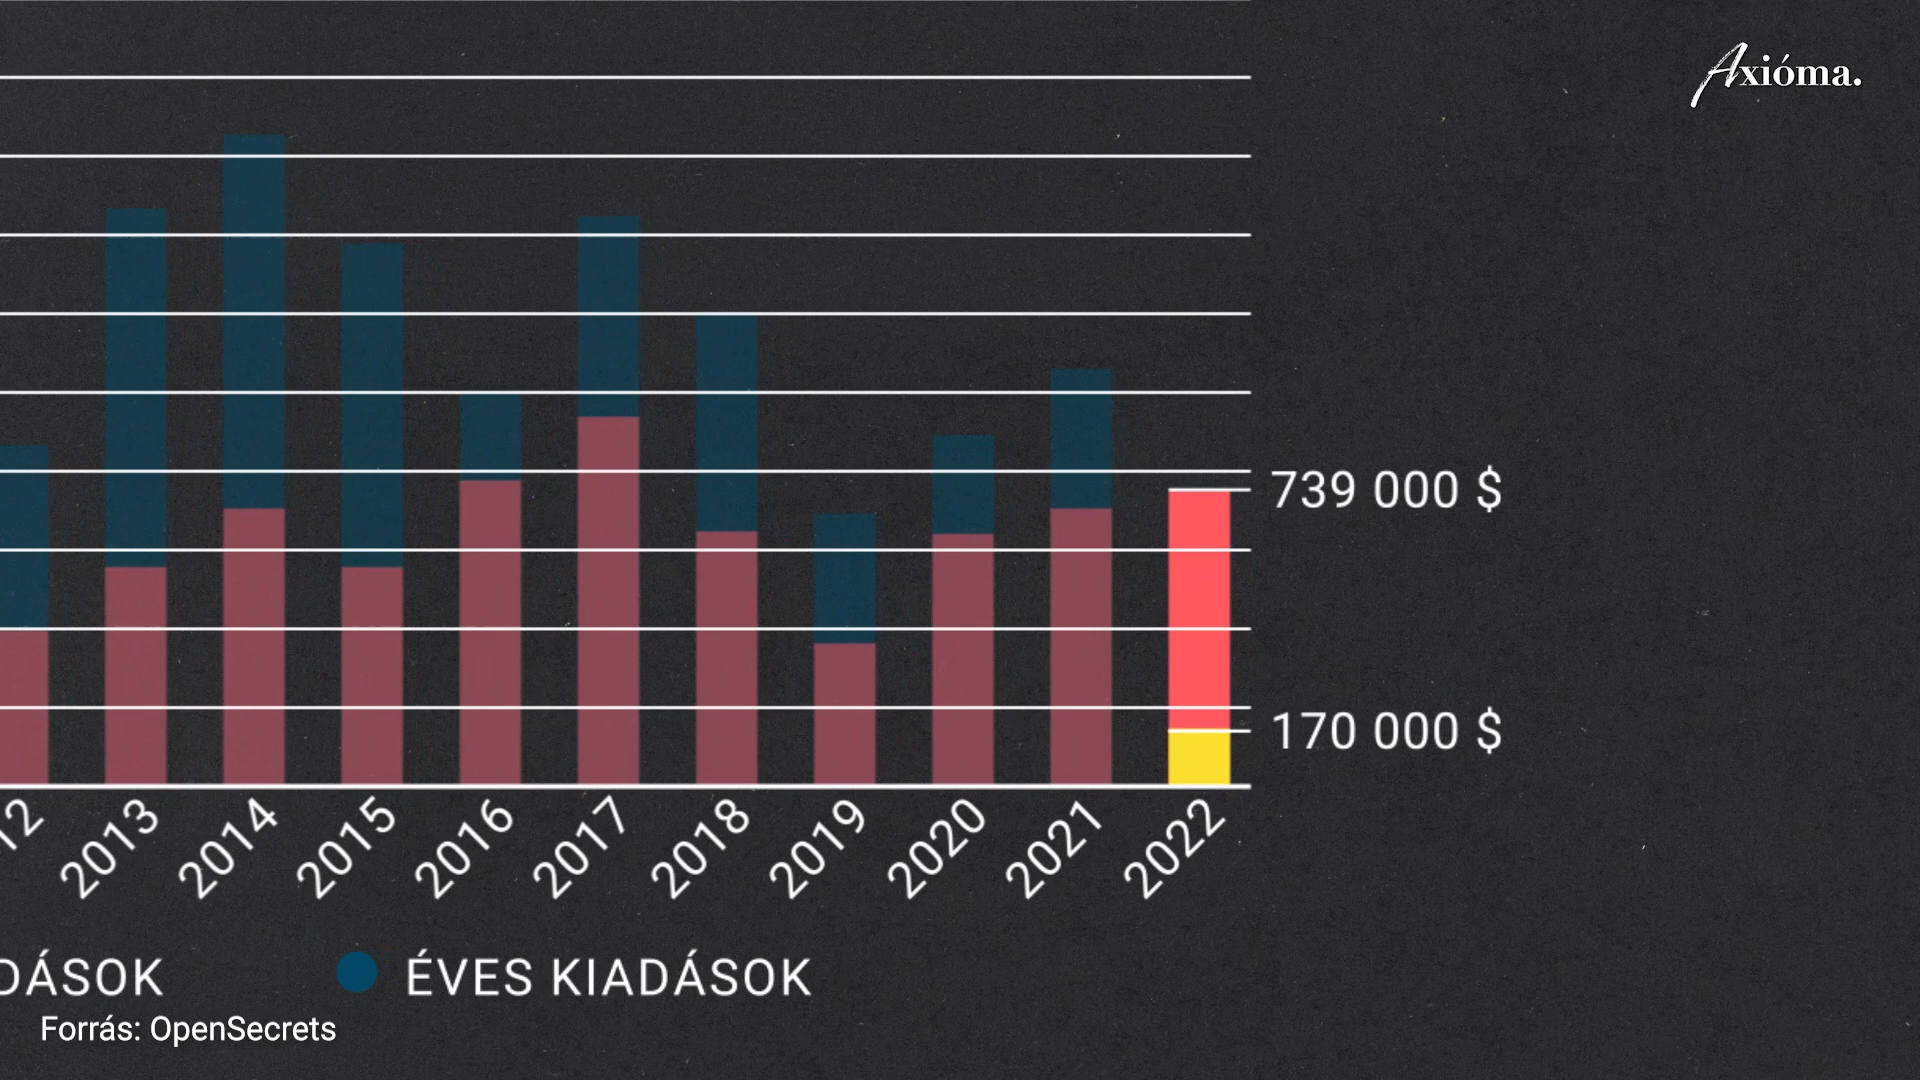 Axióma.
739 000 $
170 000 $
12 2013 2014 2015 2016 2017 2018 2019 2020 2021 2022
DÁSOK ÉVES KIADÁSOK
Forrás: OpenSecrets